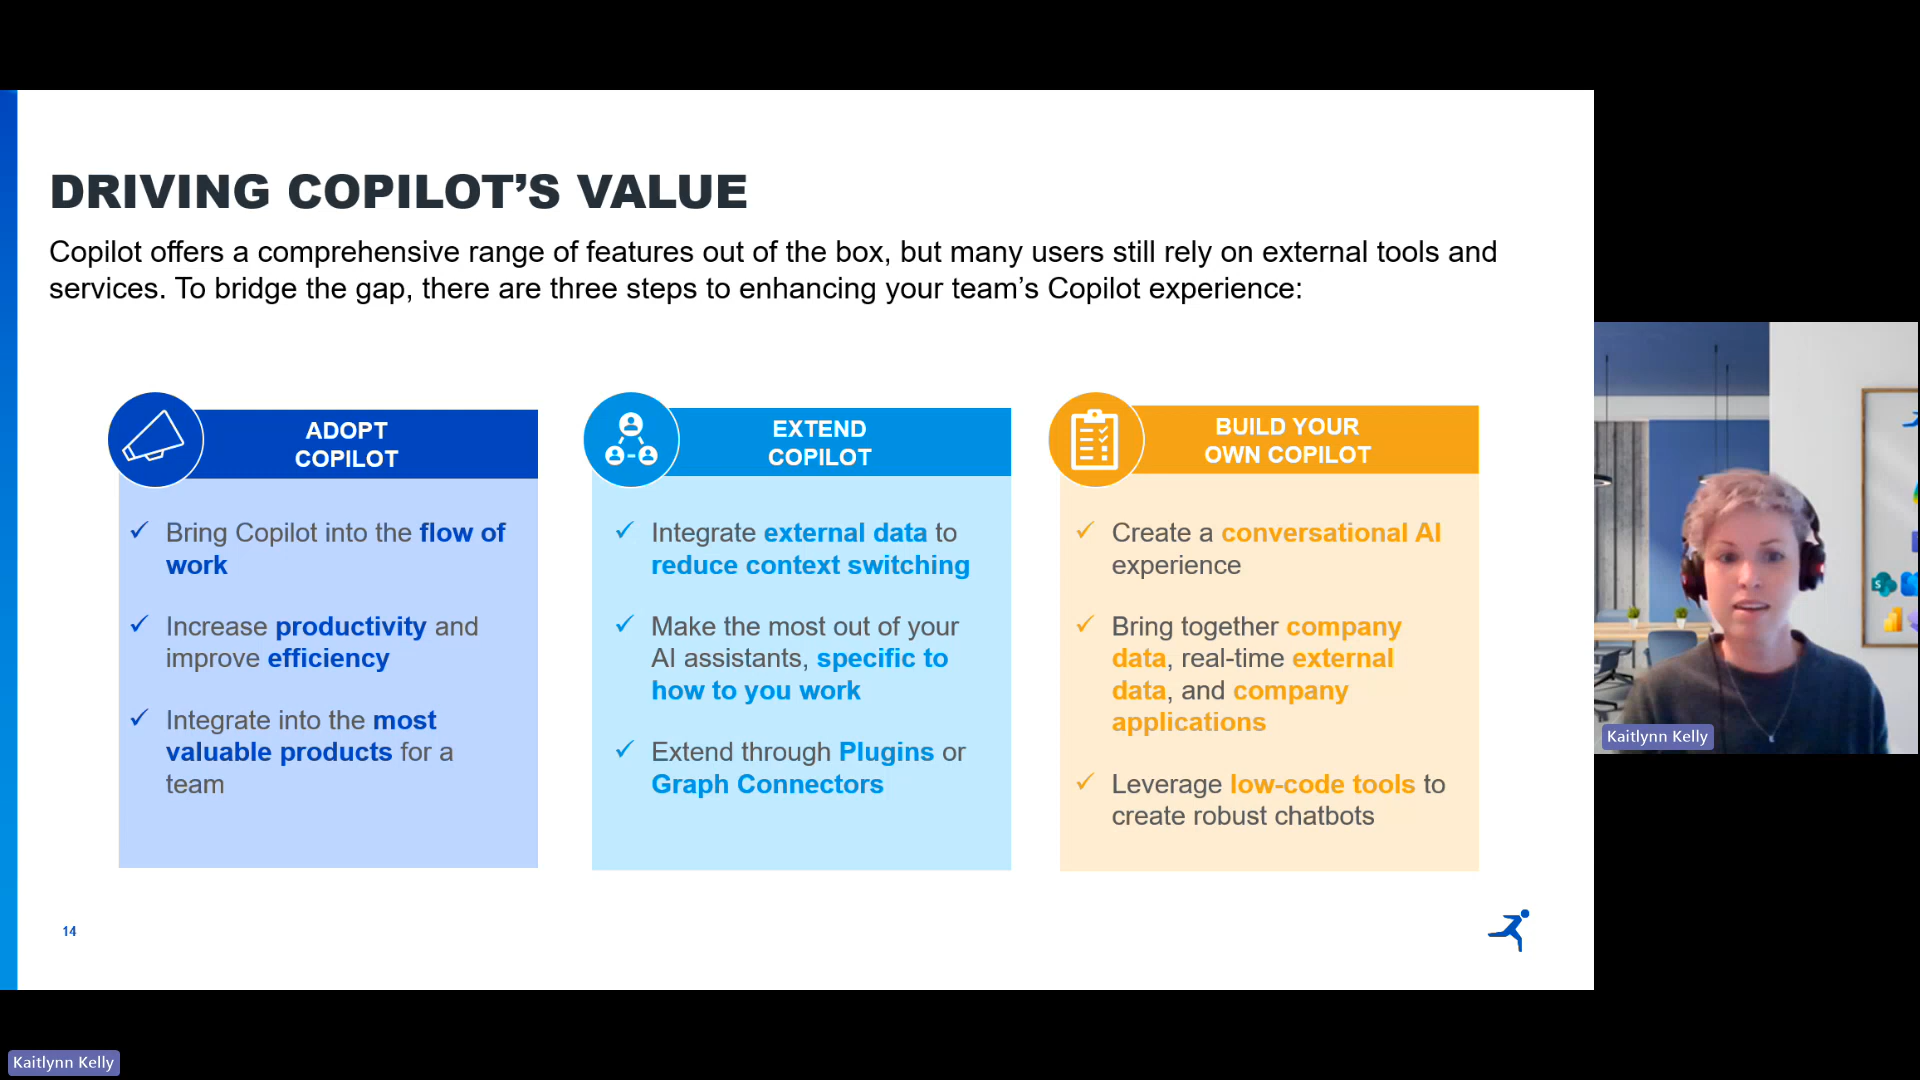 DRIVING COPILOT’S VALUE
Copilot offers a comprehensive range of features out of the box, but many users still rely on external tools and
services. To bridge the gap, there are three steps to enhancing your team’s Copilot experience:
ADOPT
COPILOT
Bring Copilot into the flow of
work
Increase productivity and
improve efficiency
Integrate into the most
valuable products for a
team
EXTEND
COPILOT
Integrate external data to
reduce context switching
Make the most out of your
AI assistants, specific to
how to you work
Extend through Plugins or
Graph Connectors
BUILD YOUR
OWN COPILOT
Create a conversational AI
experience
Bring together company
data, real-time external
data, and company
applications
Leverage low-code tools to
create robust chatbots
14
Kaitlynn Kelly
Kaitlynn Kelly